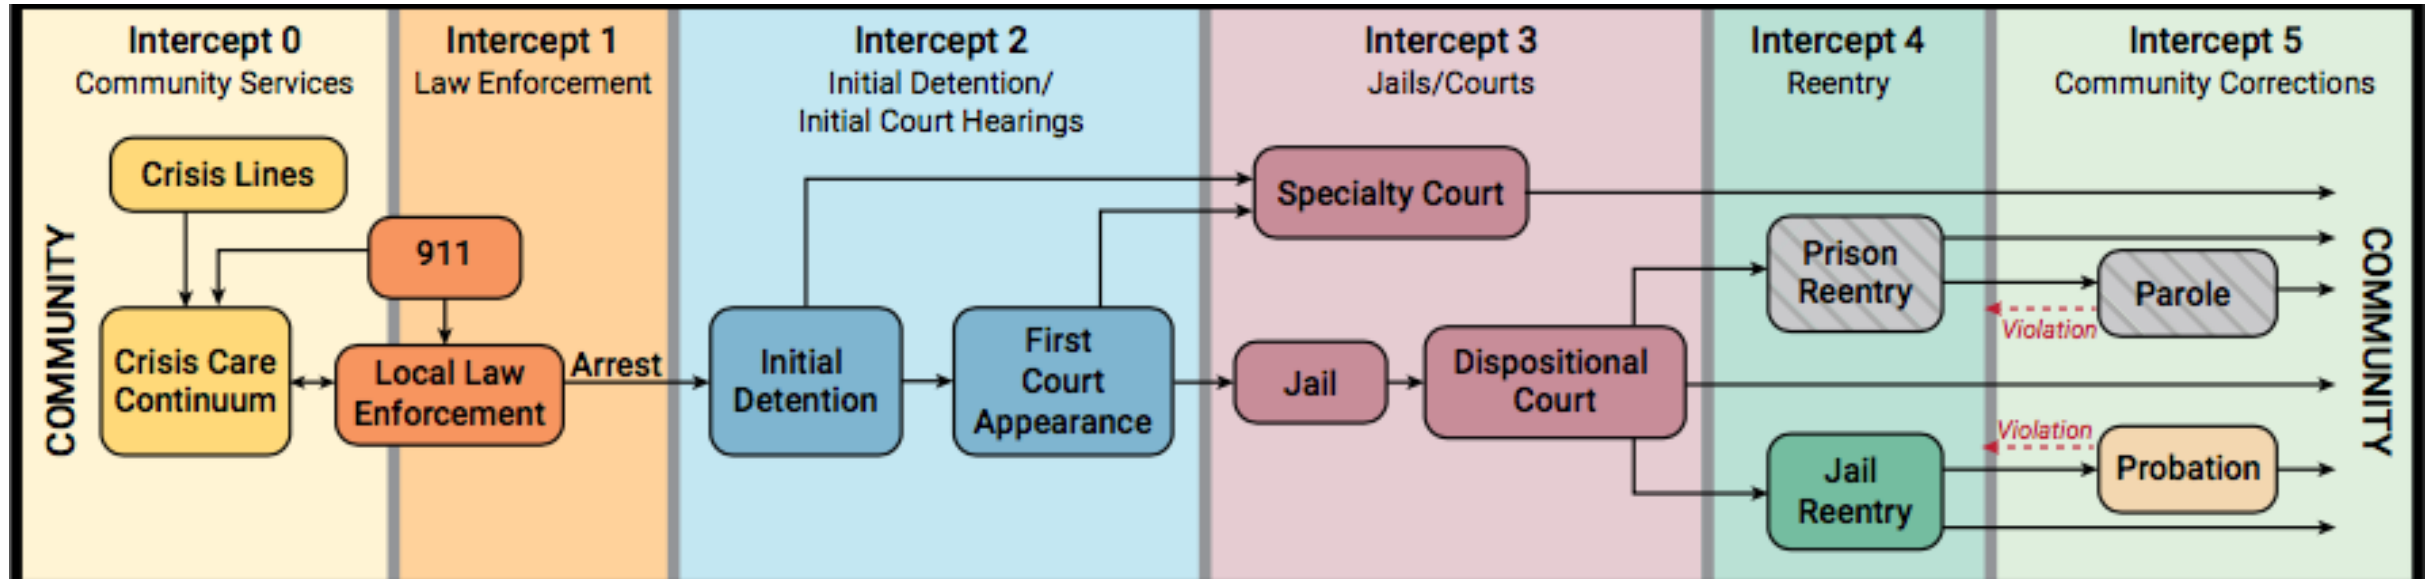 Intercept 0
Community Services
Intercept 1
Law Enforcement
Intercept 2
Initial Detention/
Initial Court Hearings
Intercept 3
Jails/Courts
Intercept 4
Reentry
Intercept 5
Community Corrections
COMMUNITY
Crisis Lines
911
Crisis Care
Continuum
Local Law
Enforcement
Arrest
Initial
Detention
First
Court
Appearance
Specialty Court
Jail
Dispositional
Court
Prison
Reentry
Jail
Reentry
Parole
Violation
Violation
Probation
COMMUNITY